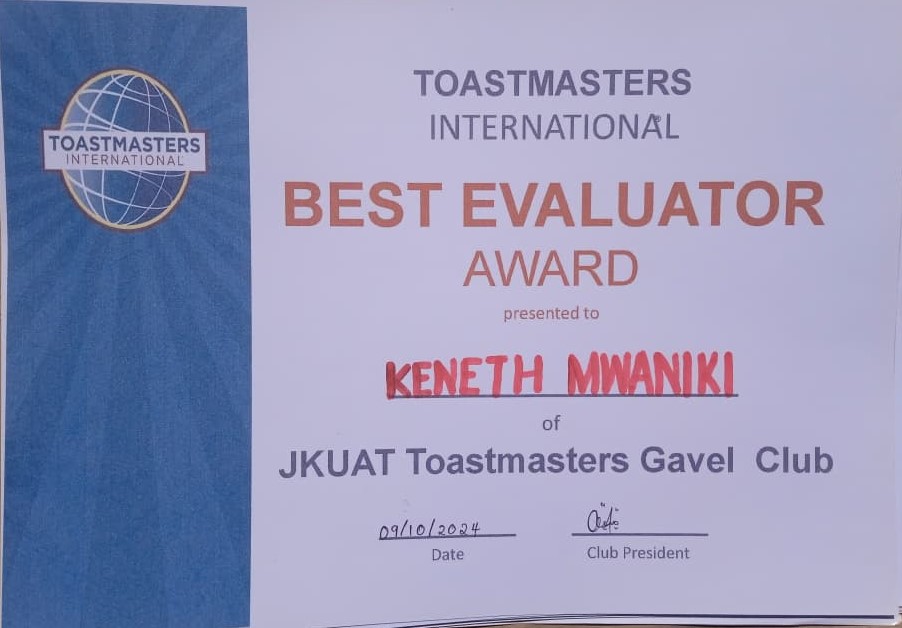 TOASTMASTERS
INTERNATIONAL
TOASTMASTERS
INTERNATIONAL
BEST EVALUATOR
AWARD
presented to
KENETH MWANIKI
of
JKUAT Toastmasters Gavel Club
09/10/2024
Date
Club President